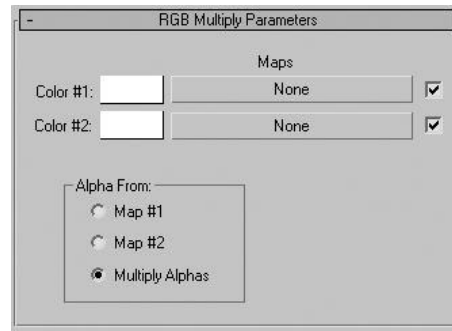 - RGB Multiply Parameters
Maps
Color #1: None
Color #2: None
Alpha From:
Map #1
Map #2
Multiply Alphas